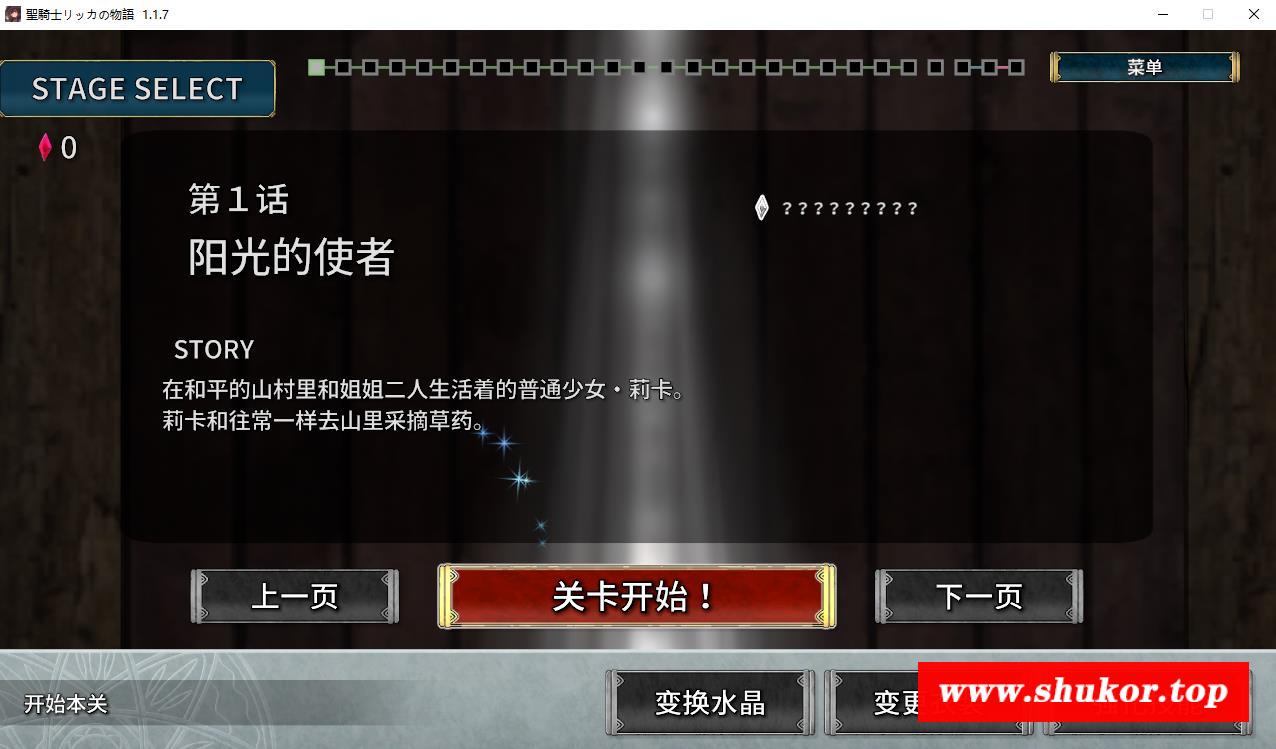 聖騎士リッカの物語 1.1.7
STAGE SELECT
菜单
0
第１话
?????????
阳光的使者
STORY
在和平的山村里和姐姐二人生活着的普通少女・莉卡。
莉卡和往常一样去山里采摘草药。
上一页
关卡开始！
下一页
开始本关
变换水晶
变更
www.shukor.top